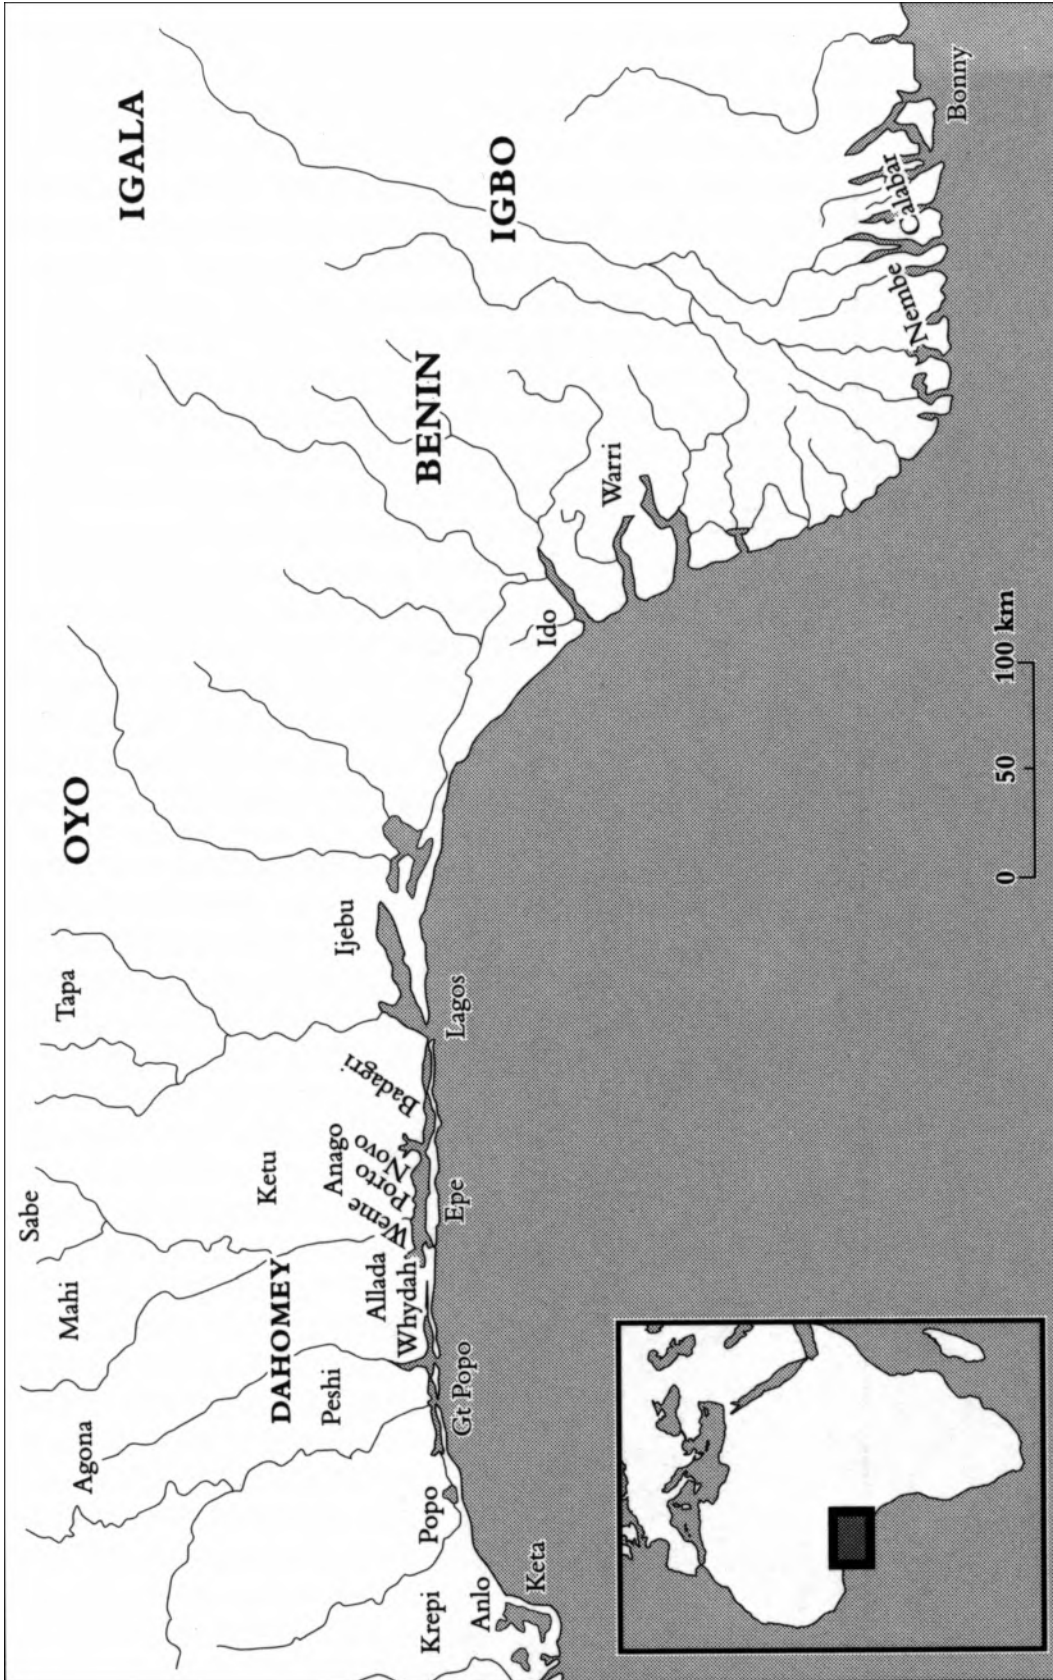 Sabe
Tapa
OYO
IGALA
Agona
Mahi
DAHOMEY
Ketu
Peshi
Anago
Ijebu
BENIN
IGBO
Krepi
Popo
Allada
Whydah
Weme
Porto
Novo
Badagri
Anlo
Keta
Gt Popo
Epe
Lagos
Ido
Warri
Nembe
Calabar
Bonny
0 50 100 km